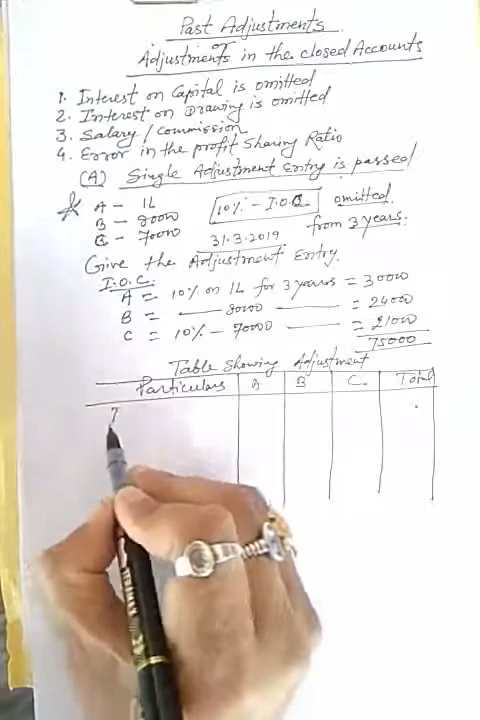 Past Adjustments
or
Adjustments in the closed Accounts
1. Interest on Capital is omitted
2. Interest on Drawing is omitted
3. Salary / commission
4. Error in the profit Sharing Ratio
(A) Single Adjustment Entry is passed
A - 1L
10% - I.O.C omitted.
B - 80000
C - 70000 31.3.2019 from 3 years.
Give the Adjustment Entry.
I.O.C.
A = 10% on 1L for 3 years = 30000
B = —— 80000 —— = 24000
C = 10% - 70000 —— = 21000
75000
Table Showing Adjustment
Particulars A B C. Total
I